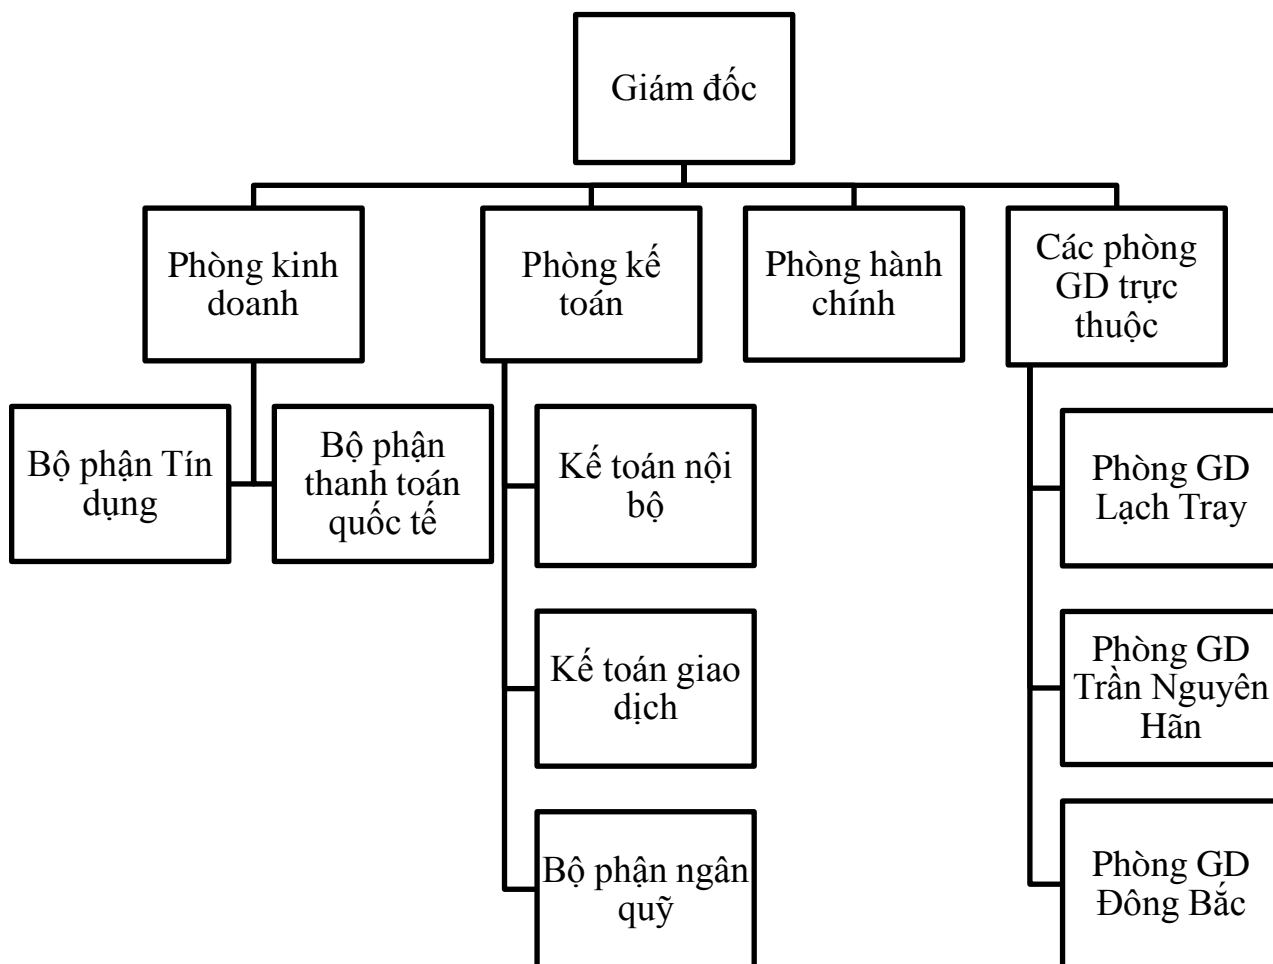 Giám đốc
Phòng kinh
doanh
Phòng kế
toán
Phòng hành
chính
Các phòng
GD trực
thuộc
Bộ phận Tín
dụng
Bộ phận
thanh toán
quốc tế
Kế toán nội
bộ
Kế toán giao
dịch
Bộ phận ngân
quỹ
Phòng GD
Lạch Tray
Phòng GD
Trần Nguyên
Hãn
Phòng GD
Đông Bắc